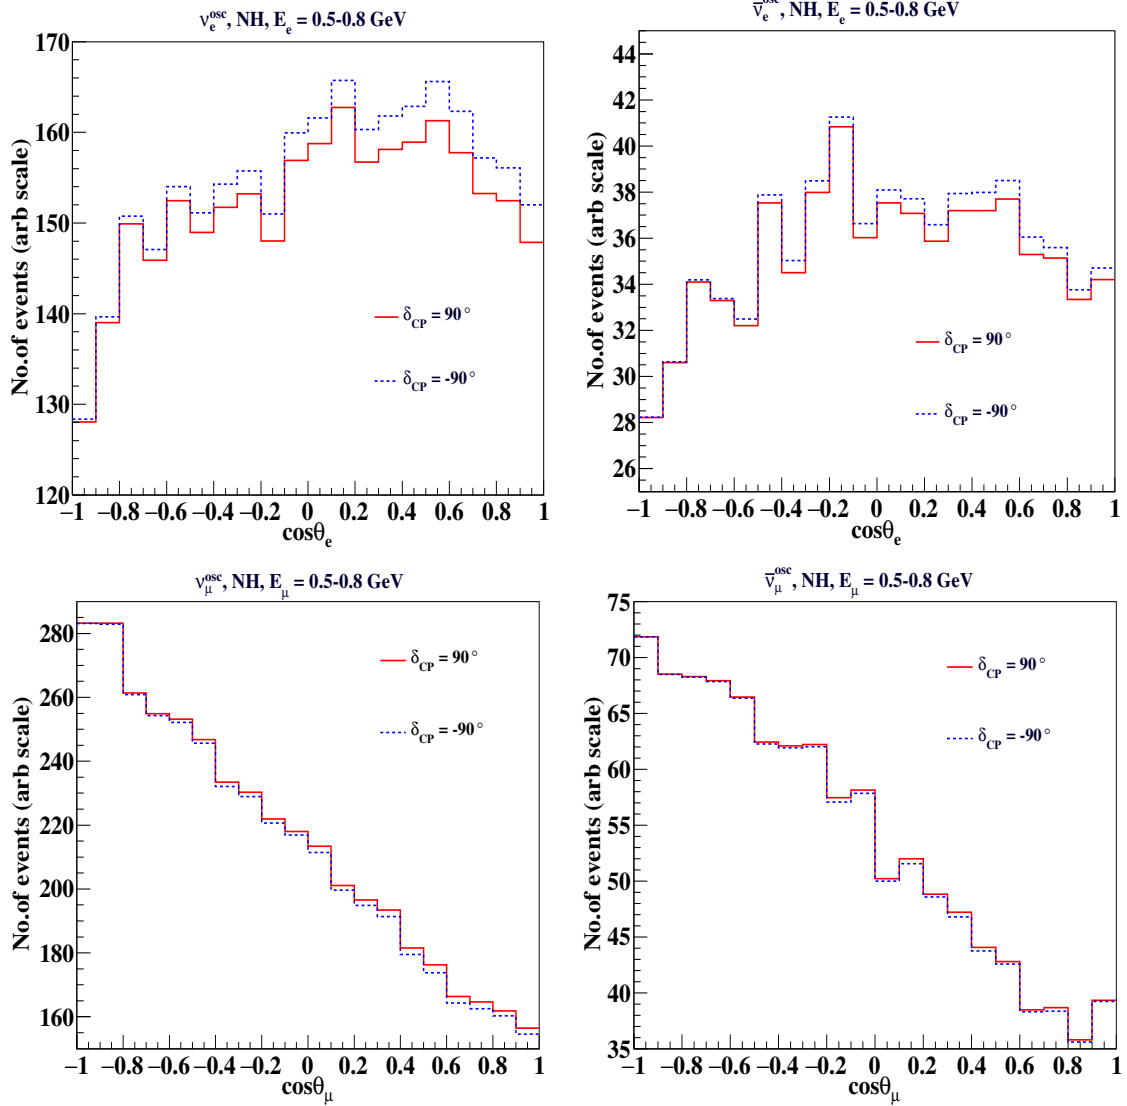 ν_e^osc, NH, E_e = 0.5-0.8 GeV
No.of events (arb scale)
170
160
150
140
130
120
δ_CP = 90°
δ_CP = -90°
−1 −0.8 −0.6 −0.4 −0.2 0 0.2 0.4 0.6 0.8 1
cosθ_e
ν̅_e^osc, NH, E_e = 0.5-0.8 GeV
No.of events (arb scale)
44
42
40
38
36
34
32
30
28
26
δ_CP = 90°
δ_CP = -90°
−1 −0.8 −0.6 −0.4 −0.2 0 0.2 0.4 0.6 0.8 1
cosθ_e
ν_μ^osc, NH, E_μ = 0.5-0.8 GeV
No.of events (arb scale)
280
260
240
220
200
180
160
δ_CP = 90°
δ_CP = -90°
−1 −0.8 −0.6 −0.4 −0.2 0 0.2 0.4 0.6 0.8 1
cosθ_μ
ν̅_μ^osc, NH, E_μ = 0.5-0.8 GeV
No.of events (arb scale)
75
70
65
60
55
50
45
40
35
δ_CP = 90°
δ_CP = -90°
−1 −0.8 −0.6 −0.4 −0.2 0 0.2 0.4 0.6 0.8 1
cosθ_μ